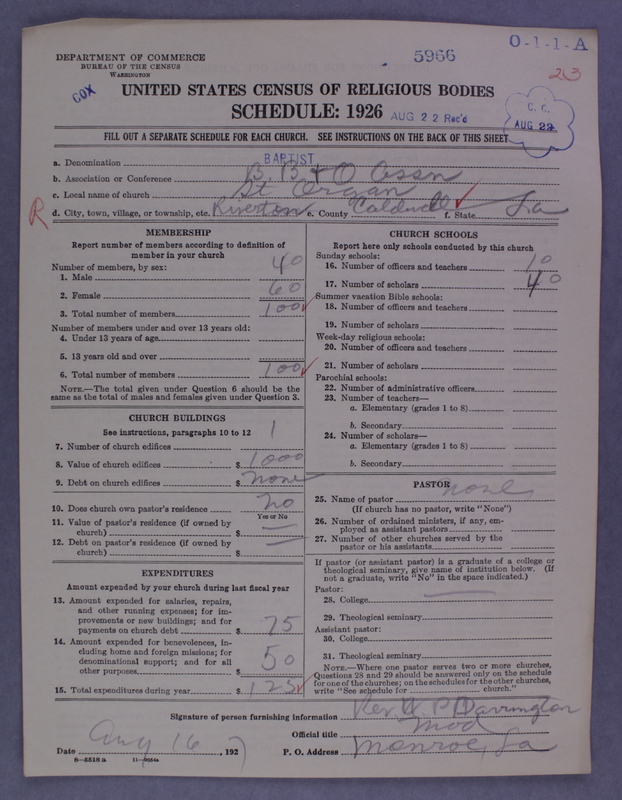 DEPARTMENT OF COMMERCE
BUREAU OF THE CENSUS
WASHINGTON
5966
0-1-1-A
23
COX
UNITED STATES CENSUS OF RELIGIOUS BODIES
SCHEDULE: 1926
AUG 22 Rec'd
C. C.
AUG 22
FILL OUT A SEPARATE SCHEDULE FOR EACH CHURCH. SEE INSTRUCTIONS ON THE BACK OF THIS SHEET
a. Denomination BAPTIST
b. Association or Conference B. B & O Assn
c. Local name of church St Organ
R
d. City, town, village, or township, etc. Riverton e. County Caldwell f. State La
MEMBERSHIP
Report number of members according to definition of
member in your church
Number of members, by sex:
1. Male 40
2. Female 60
3. Total number of members 100
Number of members under and over 13 years old:
4. Under 13 years of age
5. 13 years old and over
6. Total number of members 100
NOTE.—The total given under Question 6 should be the
same as the total of males and females given under Question 3.
CHURCH BUILDINGS
See instructions, paragraphs 10 to 12
7. Number of church edifices 1
8. Value of church edifices $ 1000
9. Debt on church edifices $ none
10. Does church own pastor's residence no
Yes or No
11. Value of pastor's residence (if owned by
church) $ —
12. Debt on pastor's residence (if owned by
church) $ —
EXPENDITURES
Amount expended by your church during last fiscal year
13. Amount expended for salaries, repairs,
and other running expenses; for im-
provements or new buildings; and for
payments on church debt $ 75
14. Amount expended for benevolences, in-
cluding home and foreign missions; for
denominational support; and for all
other purposes $ 50
15. Total expenditures during year $ 125
CHURCH SCHOOLS
Report here only schools conducted by this church
Sunday schools:
16. Number of officers and teachers 10
17. Number of scholars 40
Summer vacation Bible schools:
18. Number of officers and teachers
19. Number of scholars
Week-day religious schools:
20. Number of officers and teachers
21. Number of scholars
Parochial schools:
22. Number of administrative officers
23. Number of teachers—
a. Elementary (grades 1 to 8)
b. Secondary
24. Number of scholars—
a. Elementary (grades 1 to 8)
b. Secondary
PASTOR
25. Name of pastor none
(If church has no pastor, write "None")
26. Number of ordained ministers, if any, em-
ployed as assistant pastors
27. Number of other churches served by the
pastor or his assistants
If pastor (or assistant pastor) is a graduate of a college or
theological seminary, give name of institution below. (If
not a graduate, write "No" in the space indicated.)
Pastor:
28. College
29. Theological seminary
Assistant pastor:
30. College
31. Theological seminary
NOTE.—Where one pastor serves two or more churches,
Questions 28 and 29 should be answered only on the schedule
for one of the churches; on the schedules for the other churches,
write "See schedule for church."
Signature of person furnishing information Rev W P Darrington
Official title Mod
Date Aug 16, 1927 P. O. Address Monroe, La
8—5518 a 11—9054a